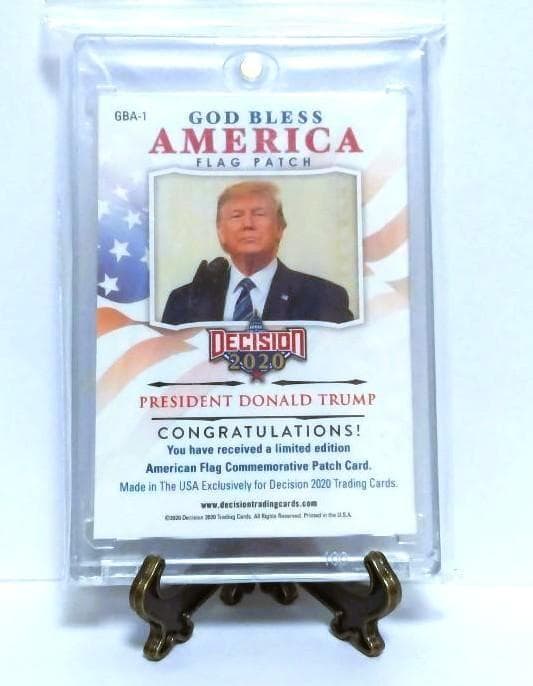 GBA-1
GOD BLESS
AMERICA
FLAG PATCH
DECISION
2020
PRESIDENT DONALD TRUMP
CONGRATULATIONS!
You have received a limited edition
American Flag Commemorative Patch Card.
Made in The USA Exclusively for Decision 2020 Trading Cards.
www.decisiontradingcards.com
©2020 Decision 2020 Trading Cards. All Rights Reserved. Printed in the U.S.A.